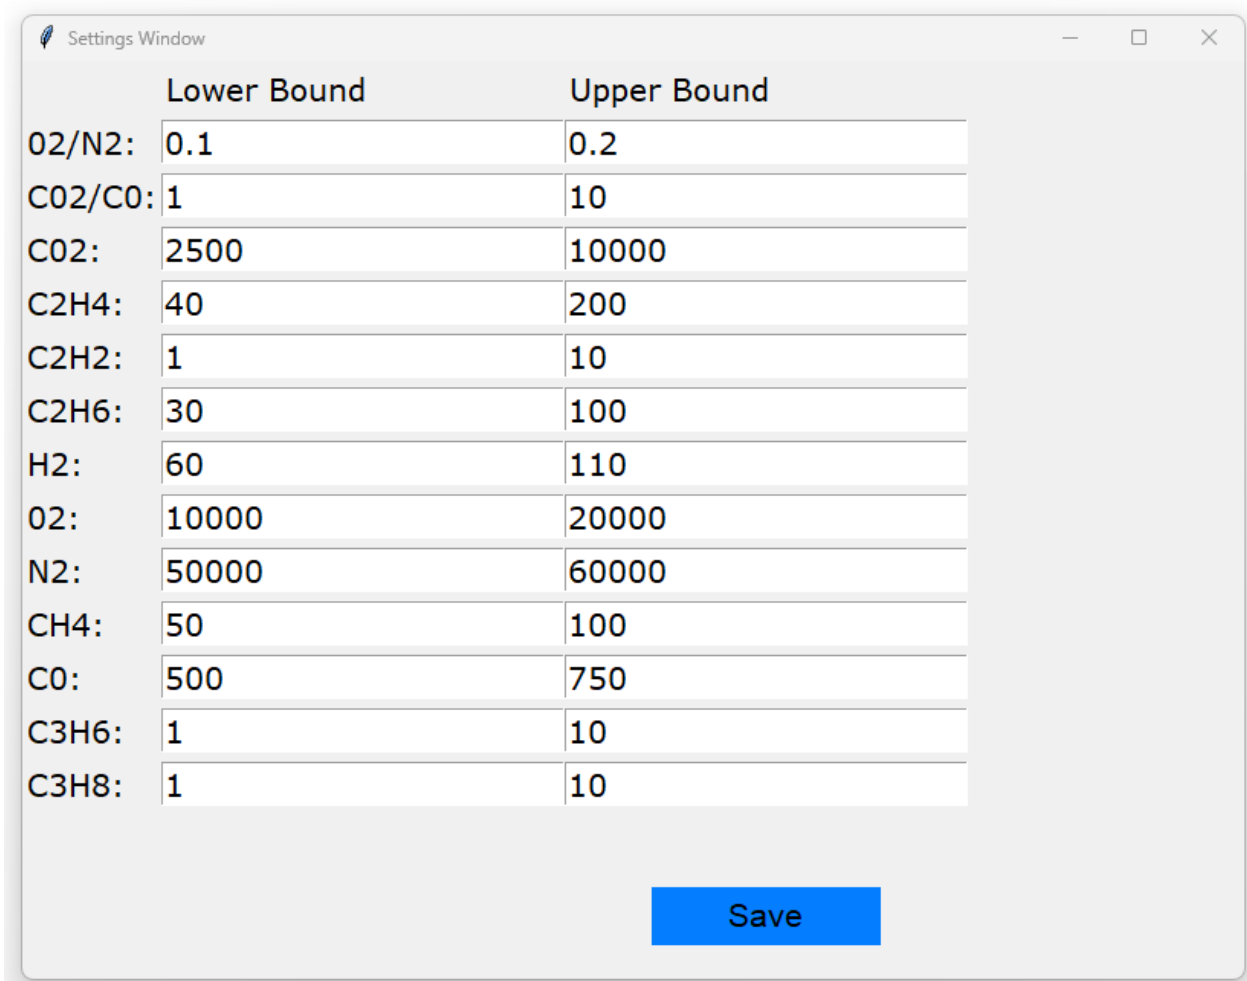 Settings Window
Lower Bound Upper Bound
02/N2: 0.1 0.2
C02/C0: 1 10
C02: 2500 10000
C2H4: 40 200
C2H2: 1 10
C2H6: 30 100
H2: 60 110
02: 10000 20000
N2: 50000 60000
CH4: 50 100
C0: 500 750
C3H6: 1 10
C3H8: 1 10
Save